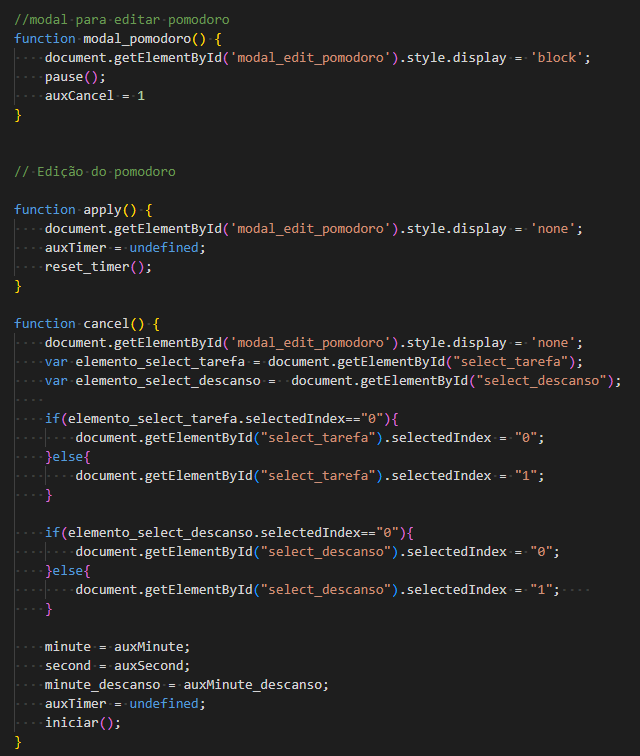 //modal para editar pomodoro
function modal_pomodoro() {
    document.getElementById('modal_edit_pomodoro').style.display = 'block';
    pause();
    auxCancel = 1
}
// Edição do pomodoro
function apply() {
    document.getElementById('modal_edit_pomodoro').style.display = 'none';
    auxTimer = undefined;
    reset_timer();
}
function cancel() {
    document.getElementById('modal_edit_pomodoro').style.display = 'none';
    var elemento_select_tarefa = document.getElementById("select_tarefa");
    var elemento_select_descanso =  document.getElementById("select_descanso");
    if(elemento_select_tarefa.selectedIndex=="0"){
        document.getElementById("select_tarefa").selectedIndex = "0";
    }else{
        document.getElementById("select_tarefa").selectedIndex = "1";
    }
    if(elemento_select_descanso.selectedIndex=="0"){
        document.getElementById("select_descanso").selectedIndex = "0";
    }else{
        document.getElementById("select_descanso").selectedIndex = "1";
    }
    minute = auxMinute;
    second = auxSecond;
    minute_descanso = auxMinute_descanso;
    auxTimer = undefined;
    iniciar();
}